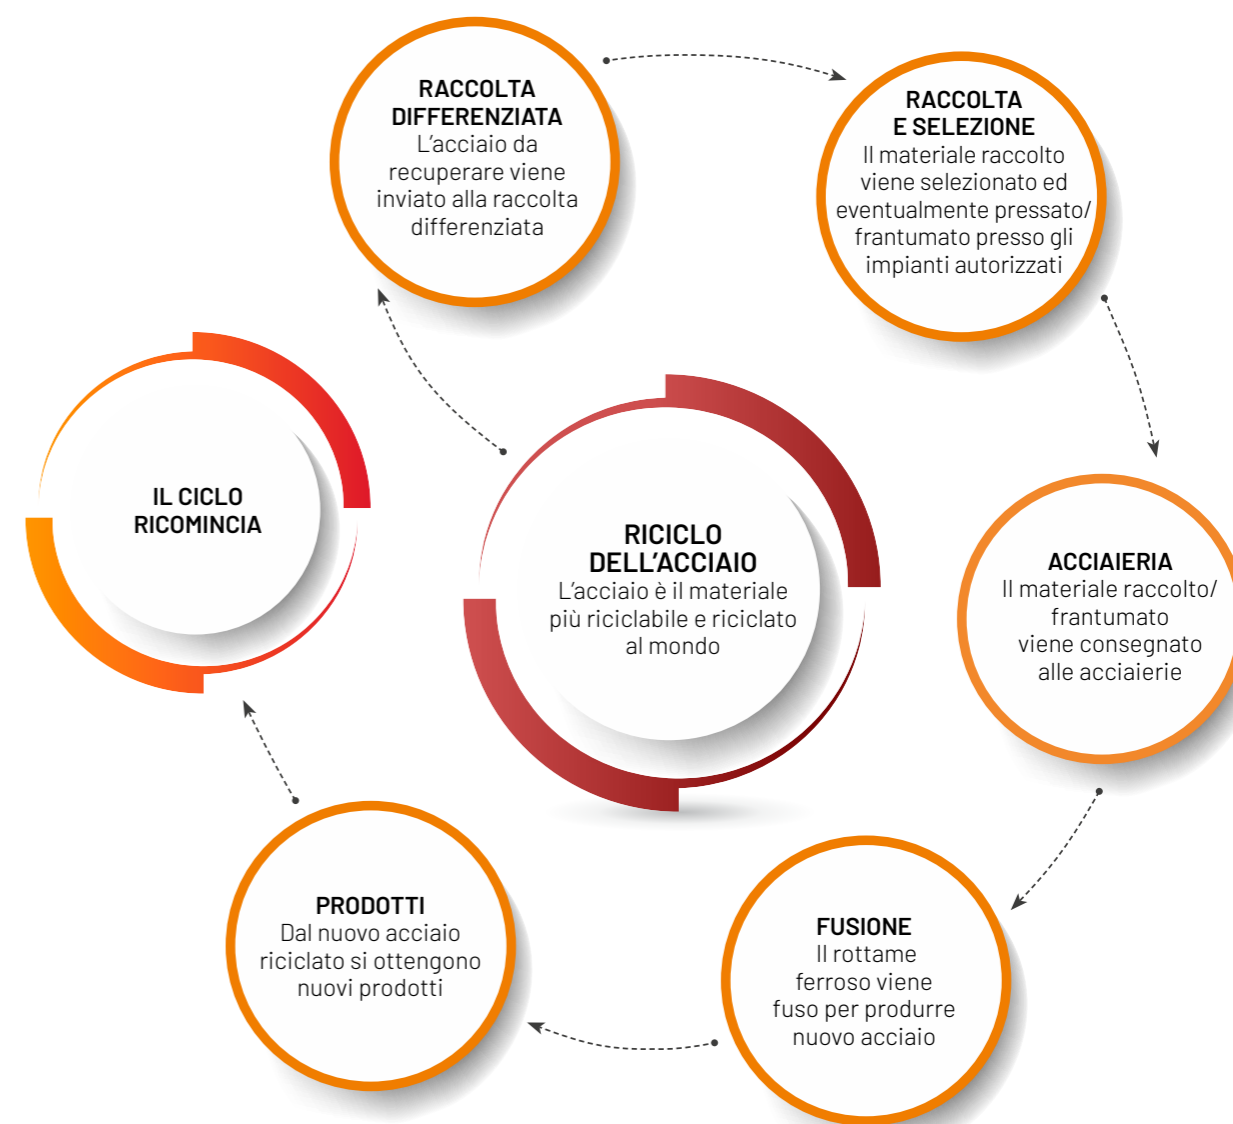 RACCOLTA
DIFFERENZIATA
L'acciaio da
recuperare viene
inviato alla raccolta
differenziata
RACCOLTA
E SELEZIONE
Il materiale raccolto
viene selezionato ed
eventualmente pressato/
frantumato presso gli
impianti autorizzati
ACCIAIERIA
Il materiale raccolto/
frantumato
viene consegnato
alle acciaierie
FUSIONE
Il rottame
ferroso viene
fuso per produrre
nuovo acciaio
PRODOTTI
Dal nuovo acciaio
riciclato si ottengono
nuovi prodotti
IL CICLO
RICOMINCIA
RICICLO
DELL'ACCIAIO
L'acciaio è il materiale
più riciclabile e riciclato
al mondo